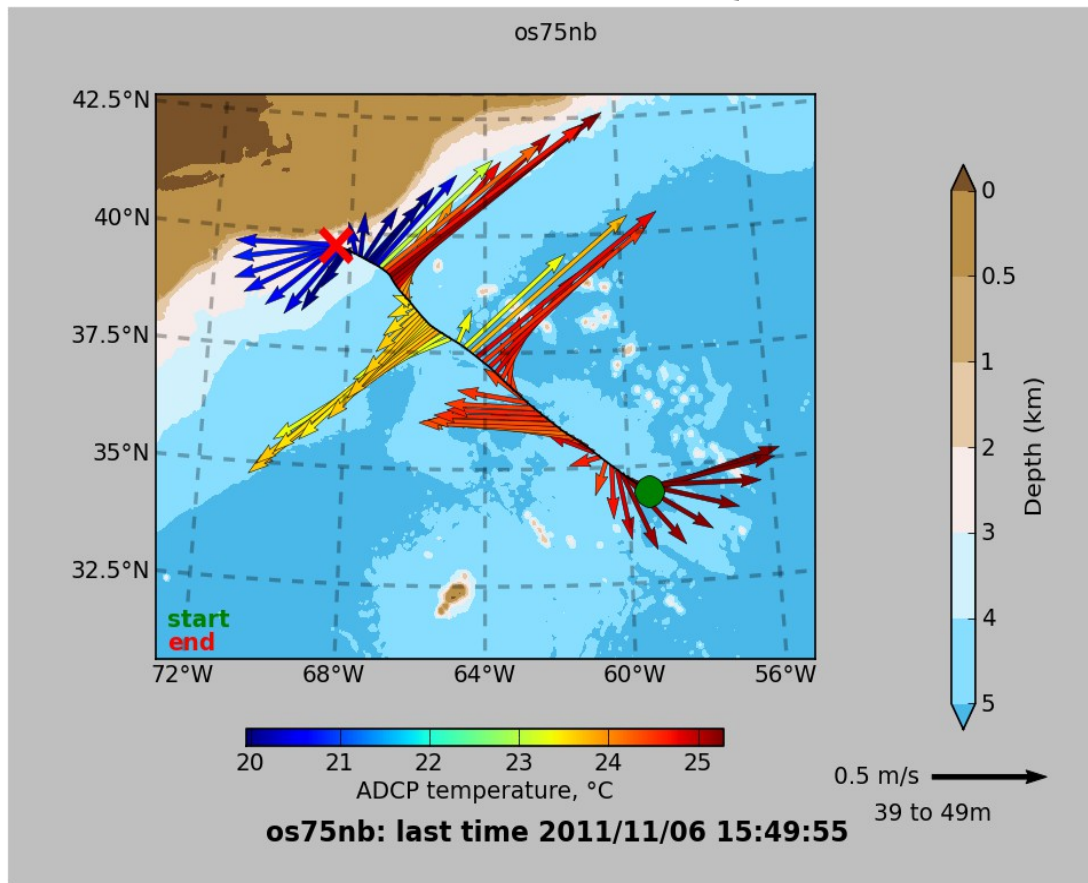 os75nb
42.5°N
40°N
37.5°N
35°N
32.5°N
start
end
72°W 68°W 64°W 60°W 56°W
0
0.5
1
2
3
4
5
Depth (km)
20 21 22 23 24 25
ADCP temperature, °C
0.5 m/s
39 to 49m
os75nb: last time 2011/11/06 15:49:55